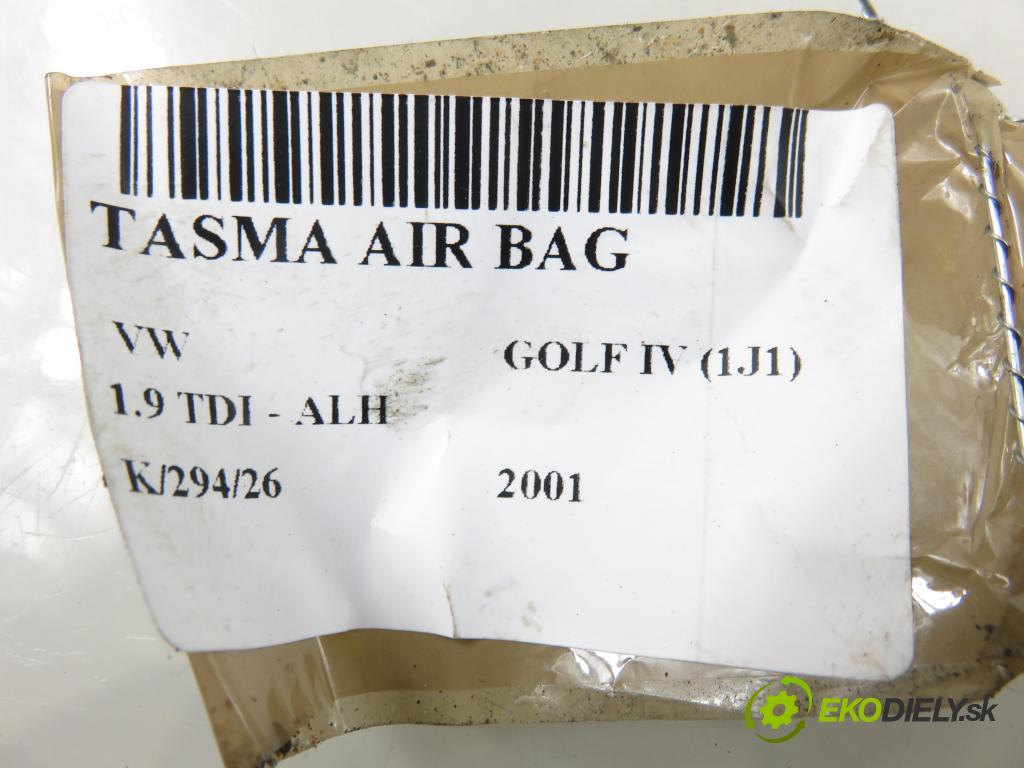 TASMA AIR BAG
VW GOLF IV (1J1)
1.9 TDI - ALH
K/294/26 2001
EKODIELY.sk